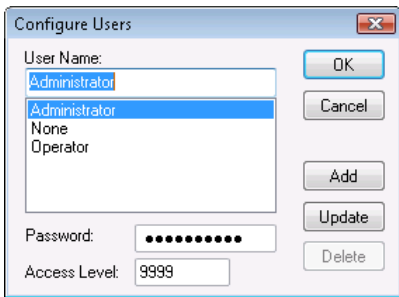 Configure Users
User Name:
Administrator
Administrator
None
Operator
Password:
●●●●●●●●●●
Access Level:
9999
OK
Cancel
Add
Update
Delete